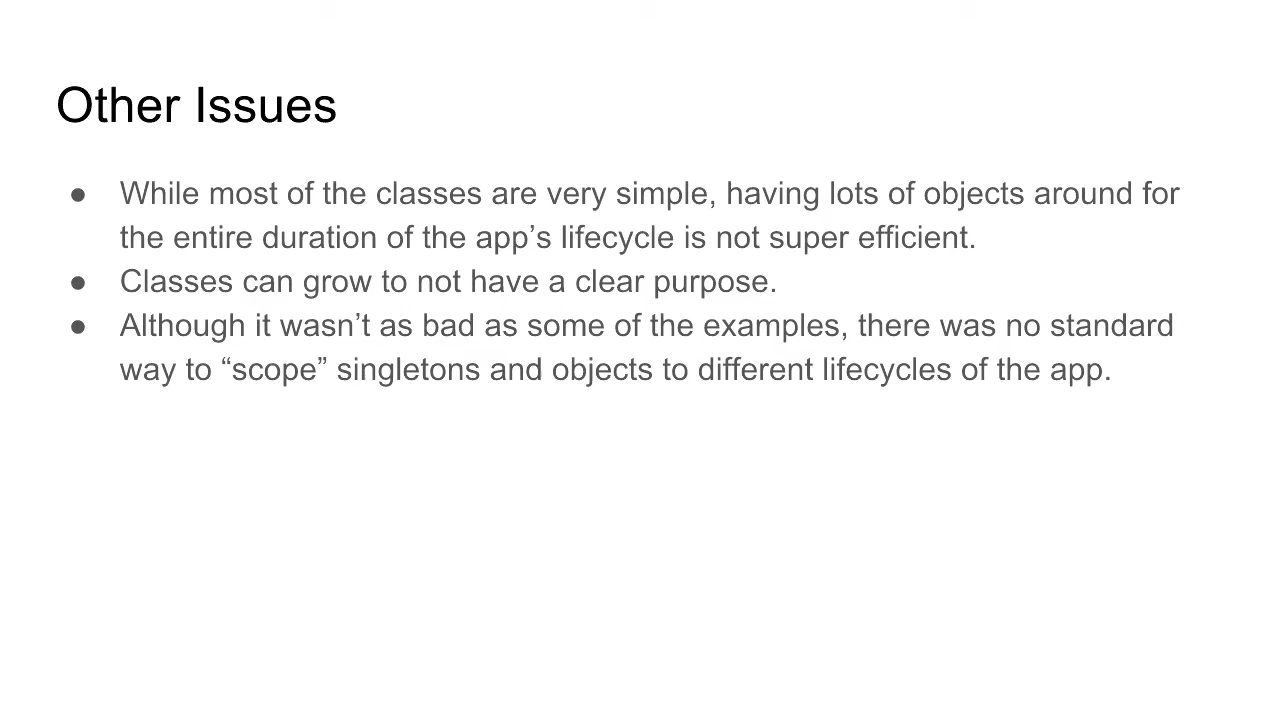 Other Issues
● While most of the classes are very simple, having lots of objects around for
the entire duration of the app’s lifecycle is not super efficient.
● Classes can grow to not have a clear purpose.
● Although it wasn’t as bad as some of the examples, there was no standard
way to “scope” singletons and objects to different lifecycles of the app.